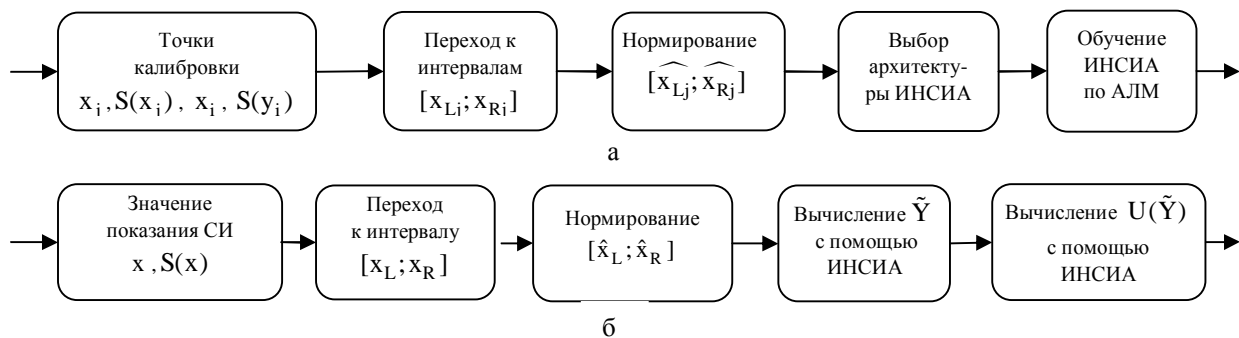 Точки
калибровки
x_i, S(x_i), x_i, S(y_i)
Переход к
интервалам
[x_Li; x_Ri]
Нормирование
[x̂_Lj; x̂_Rj]
Выбор
архитекту-
ры ИНСИА
Обучение
ИНСИА
по АЛМ
а
Значение
показания СИ
x, S(x)
Переход
к интервалу
[x_L; x_R]
Нормирование
[x̂_L; x̂_R]
Вычисление Ỹ
с помощью
ИНСИА
Вычисление U(Ỹ)
с помощью
ИНСИА
б